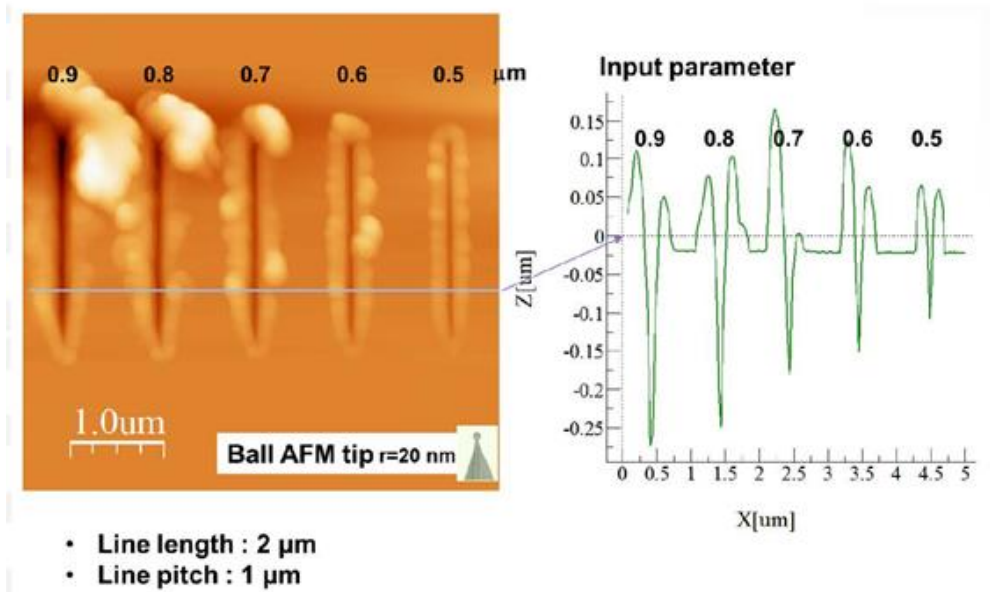 0.9 0.8 0.7 0.6 0.5 μm
1.0um
Ball AFM tip r=20 nm
Input parameter
0.9 0.8 0.7 0.6 0.5
0.15
0.1
0.05
0
-0.05
-0.1
-0.15
-0.2
-0.25
Z[um]
0 0.5 1 1.5 2 2.5 3 3.5 4 4.5 5
X[um]
• Line length : 2 μm
• Line pitch : 1 μm